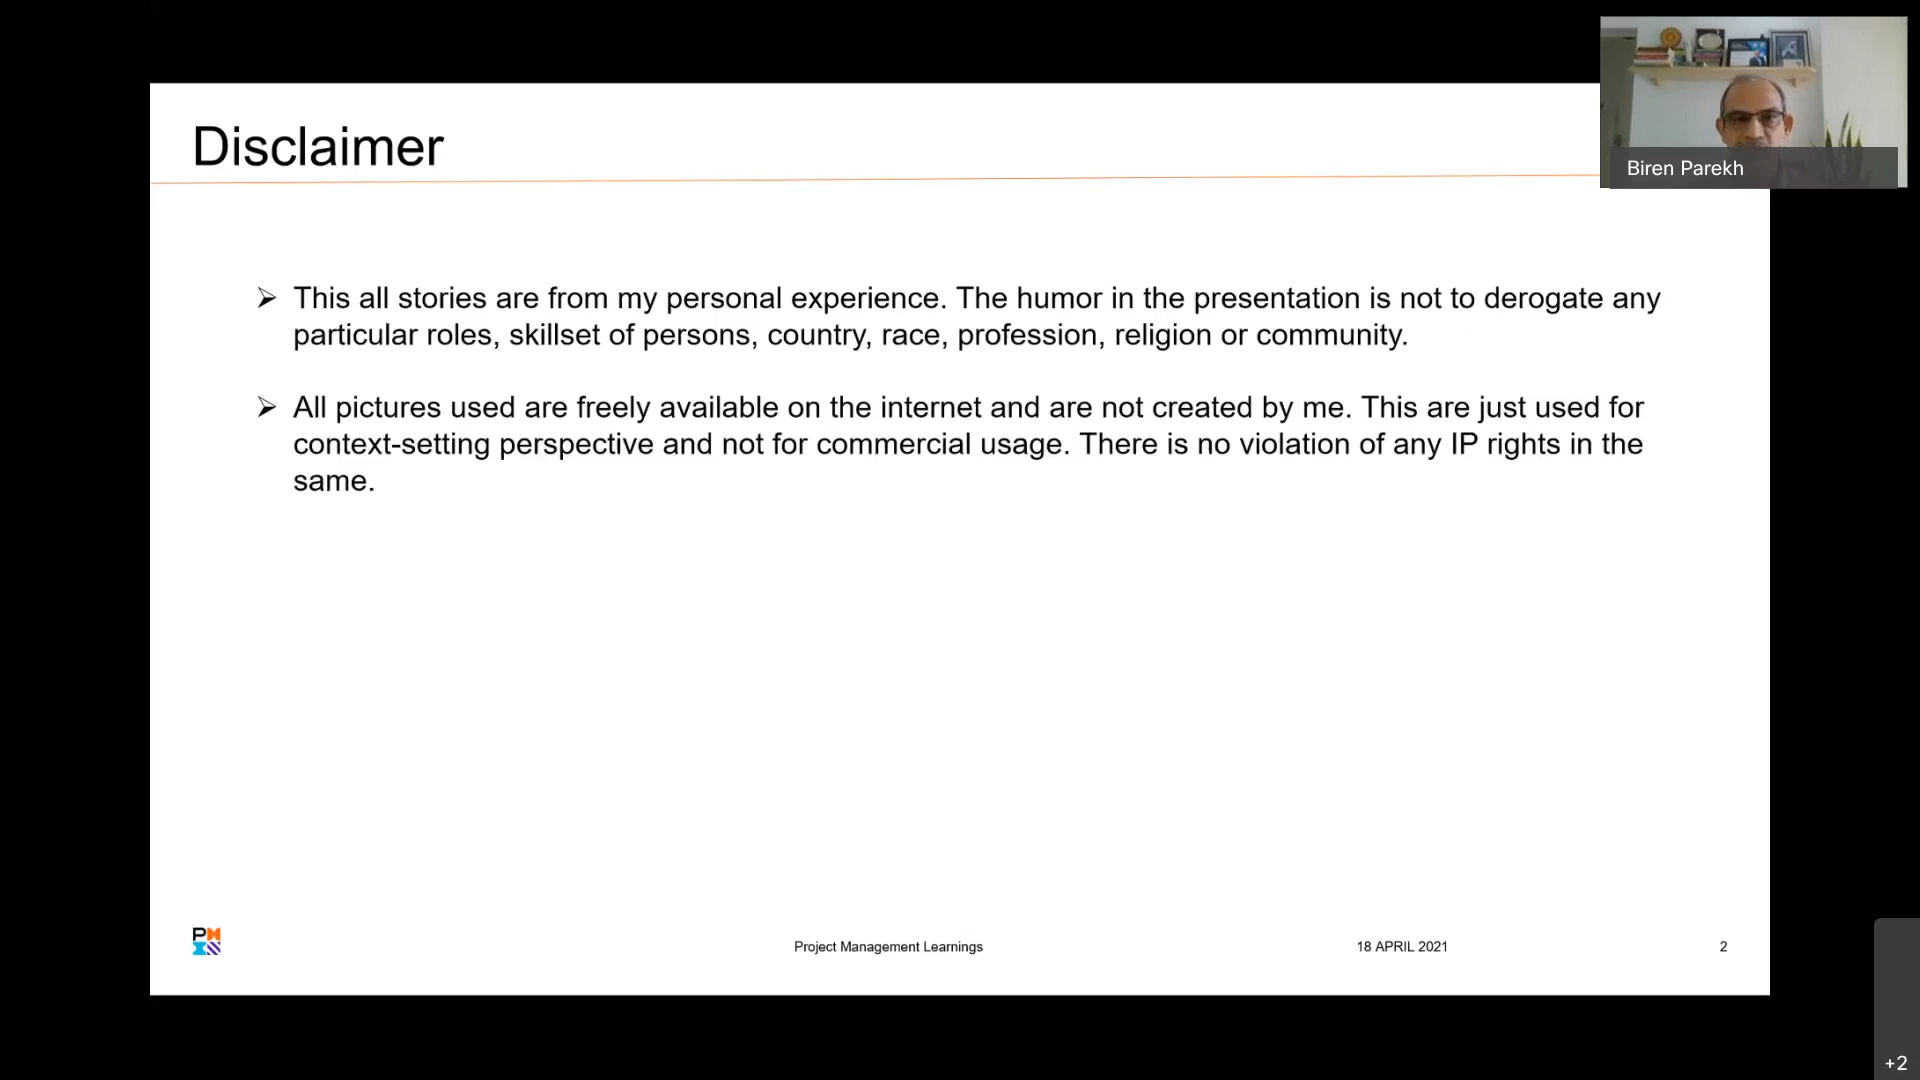 Disclaimer
Biren Parekh
➢ This all stories are from my personal experience. The humor in the presentation is not to derogate any
particular roles, skillset of persons, country, race, profession, religion or community.
➢ All pictures used are freely available on the internet and are not created by me. This are just used for
context-setting perspective and not for commercial usage. There is no violation of any IP rights in the
same.
Project Management Learnings
18 APRIL 2021
2
+2